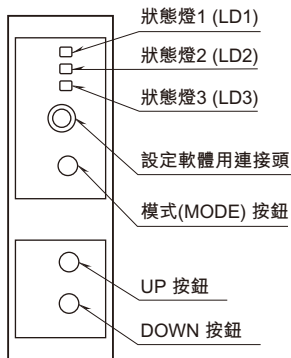 狀態燈1 (LD1)
狀態燈2 (LD2)
狀態燈3 (LD3)
設定軟體用連接頭
模式(MODE) 按鈕
UP 按鈕
DOWN 按鈕